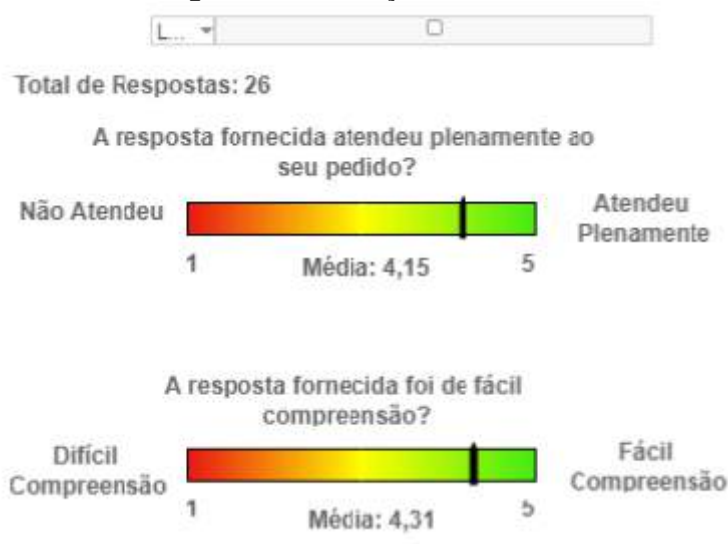 L...
Total de Respostas: 26
A resposta fornecida atendeu plenamente ao
seu pedido?
Não Atendeu
Atendeu
Plenamente
1
Média: 4,15
5
A resposta fornecida foi de fácil
compreensão?
Difícil
Compreensão
Fácil
Compreensão
1
Média: 4,31
5